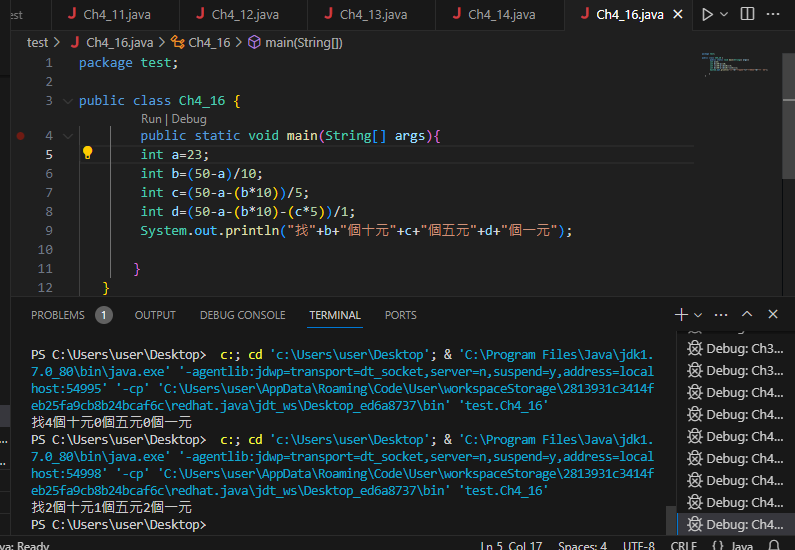 est
J Ch4_11.java
J Ch4_12.java
J Ch4_13.java
J Ch4_14.java
J Ch4_16.java
test > J Ch4_16.java > Ch4_16 > main(String[])
1 package test;
2
3 public class Ch4_16 {
Run | Debug
4 public static void main(String[] args){
5 int a=23;
6 int b=(50-a)/10;
7 int c=(50-a-(b*10))/5;
8 int d=(50-a-(b*10)-(c*5))/1;
9 System.out.println("找"+b+"個十元"+c+"個五元"+d+"個一元");
10
11 }
12 }
PROBLEMS 1 OUTPUT DEBUG CONSOLE TERMINAL PORTS
PS C:\Users\user\Desktop> c:; cd 'c:\Users\user\Desktop'; & 'C:\Program Files\Java\jdk1.
7.0_80\bin\java.exe' '-agentlib:jdwp=transport=dt_socket,server=n,suspend=y,address=local
host:54995' '-cp' 'C:\Users\user\AppData\Roaming\Code\User\workspaceStorage\2813931c3414f
eb25fa9cb8b24bcaf6c\redhat.java\jdt_ws\Desktop_ed6a8737\bin' 'test.Ch4_16'
找4個十元0個五元0個一元
PS C:\Users\user\Desktop> c:; cd 'c:\Users\user\Desktop'; & 'C:\Program Files\Java\jdk1.
7.0_80\bin\java.exe' '-agentlib:jdwp=transport=dt_socket,server=n,suspend=y,address=local
host:54998' '-cp' 'C:\Users\user\AppData\Roaming\Code\User\workspaceStorage\2813931c3414f
eb25fa9cb8b24bcaf6c\redhat.java\jdt_ws\Desktop_ed6a8737\bin' 'test.Ch4_16'
找2個十元1個五元2個一元
PS C:\Users\user\Desktop>
Debug: Ch3...
Debug: Ch3...
Debug: Ch4...
Debug: Ch4...
Debug: Ch4...
Debug: Ch4...
Debug: Ch4...
Debug: Ch4...
Debug: Ch4...
va: Ready
Ln 5, Col 17 Spaces: 4 UTF-8 CRLF {} Java